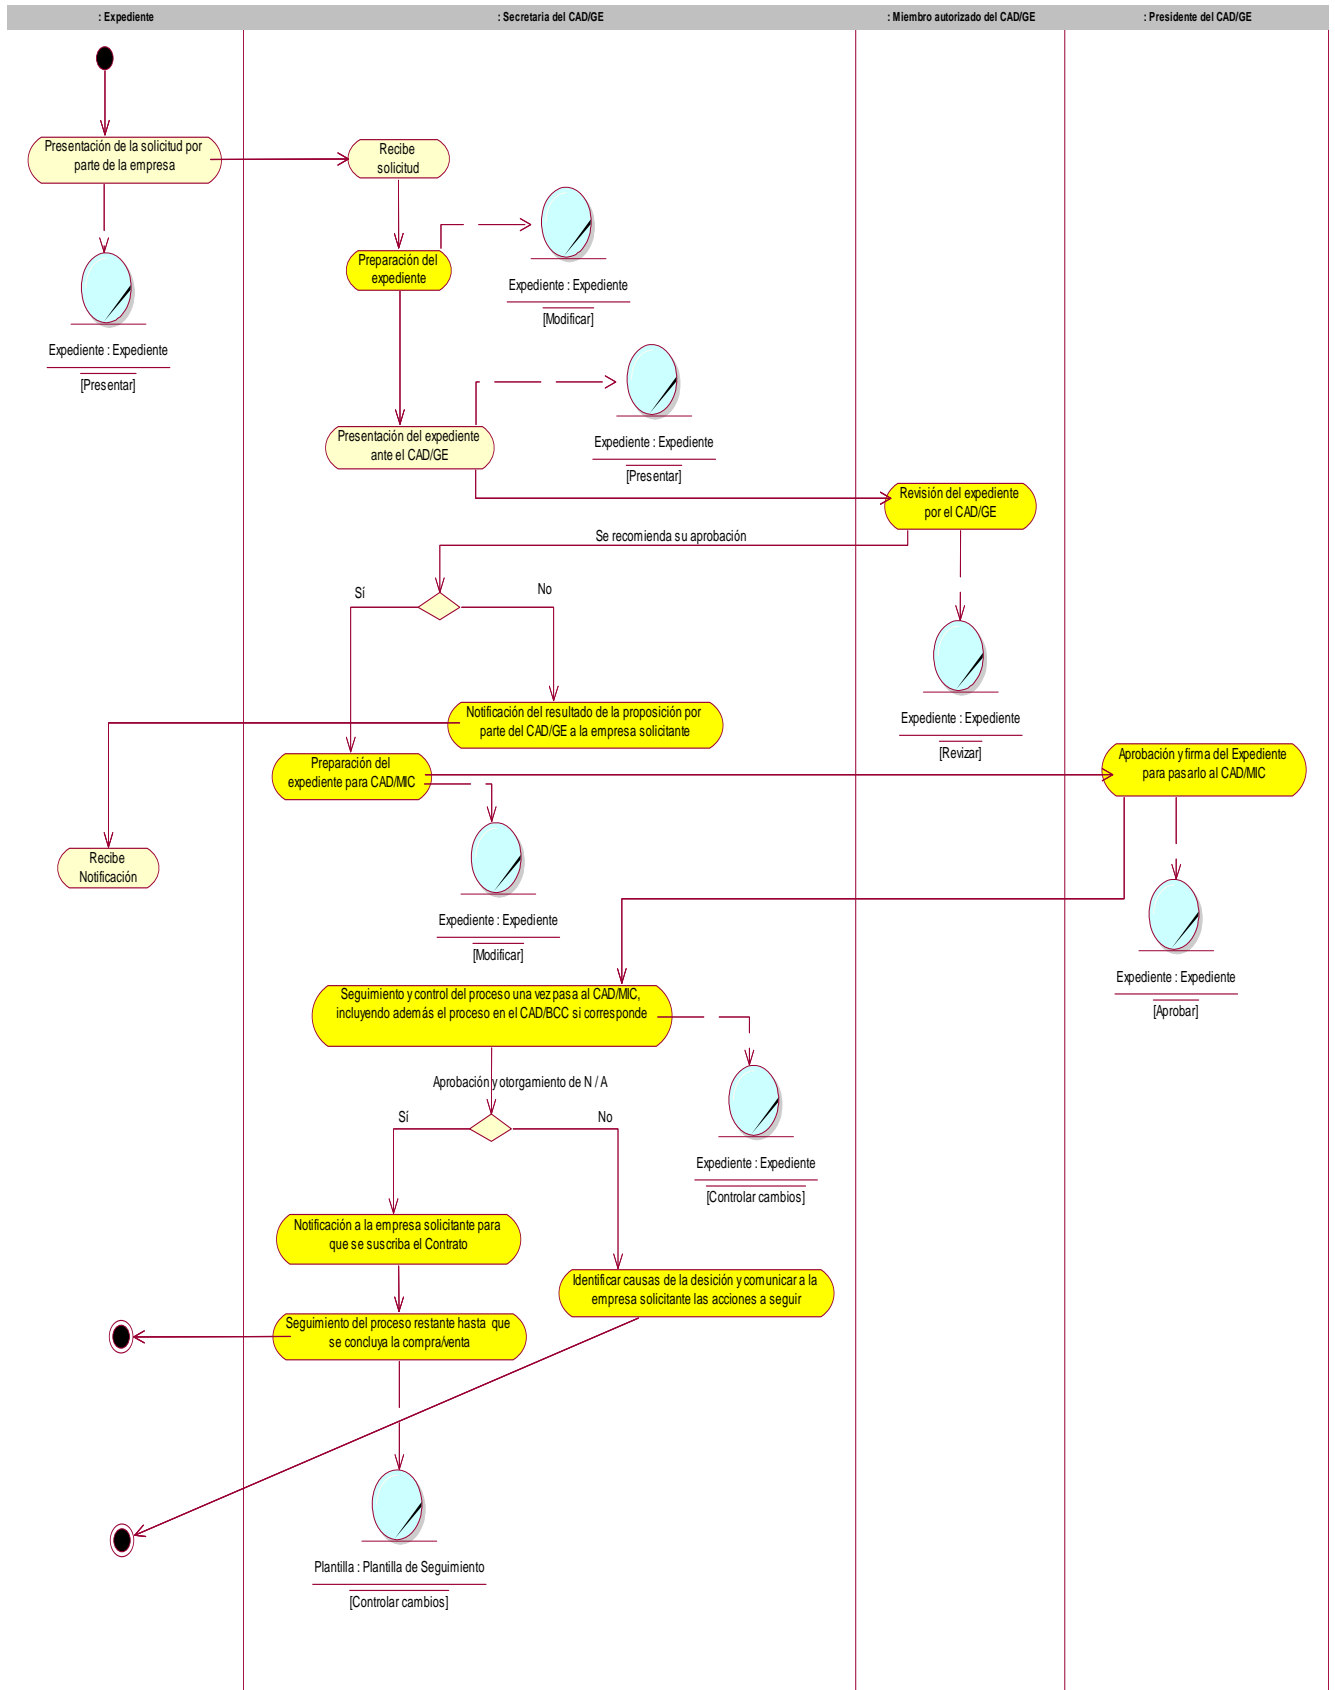 : Expediente
: Secretaria del CAD/GE
: Miembro autorizado del CAD/GE
: Presidente del CAD/GE
Presentación de la solicitud por
parte de la empresa
Recibe
solicitud
Preparación del
expediente
Expediente : Expediente
[Modificar]
Expediente : Expediente
[Presentar]
Presentación del expediente
ante el CAD/GE
Expediente : Expediente
[Presentar]
Revisión del expediente
por el CAD/GE
Se recomienda su aprobación
Sí
No
Notificación del resultado de la proposición por
parte del CAD/GE a la empresa solicitante
Expediente : Expediente
[Revizar]
Preparación del
expediente para CAD/MIC
Aprobación y firma del Expediente
para pasarlo al CAD/MIC
Recibe
Notificación
Expediente : Expediente
[Modificar]
Expediente : Expediente
[Aprobar]
Seguimiento y control del proceso una vez pasa al CAD/MIC,
incluyendo además el proceso en el CAD/BCC si corresponde
Aprobación y otorgamiento de N / A
Sí
No
Expediente : Expediente
[Controlar cambios]
Notificación a la empresa solicitante para
que se suscriba el Contrato
Identificar causas de la desición y comunicar a la
empresa solicitante las acciones a seguir
Seguimiento del proceso restante hasta que
se concluya la compra/venta
Plantilla : Plantilla de Seguimiento
[Controlar cambios]